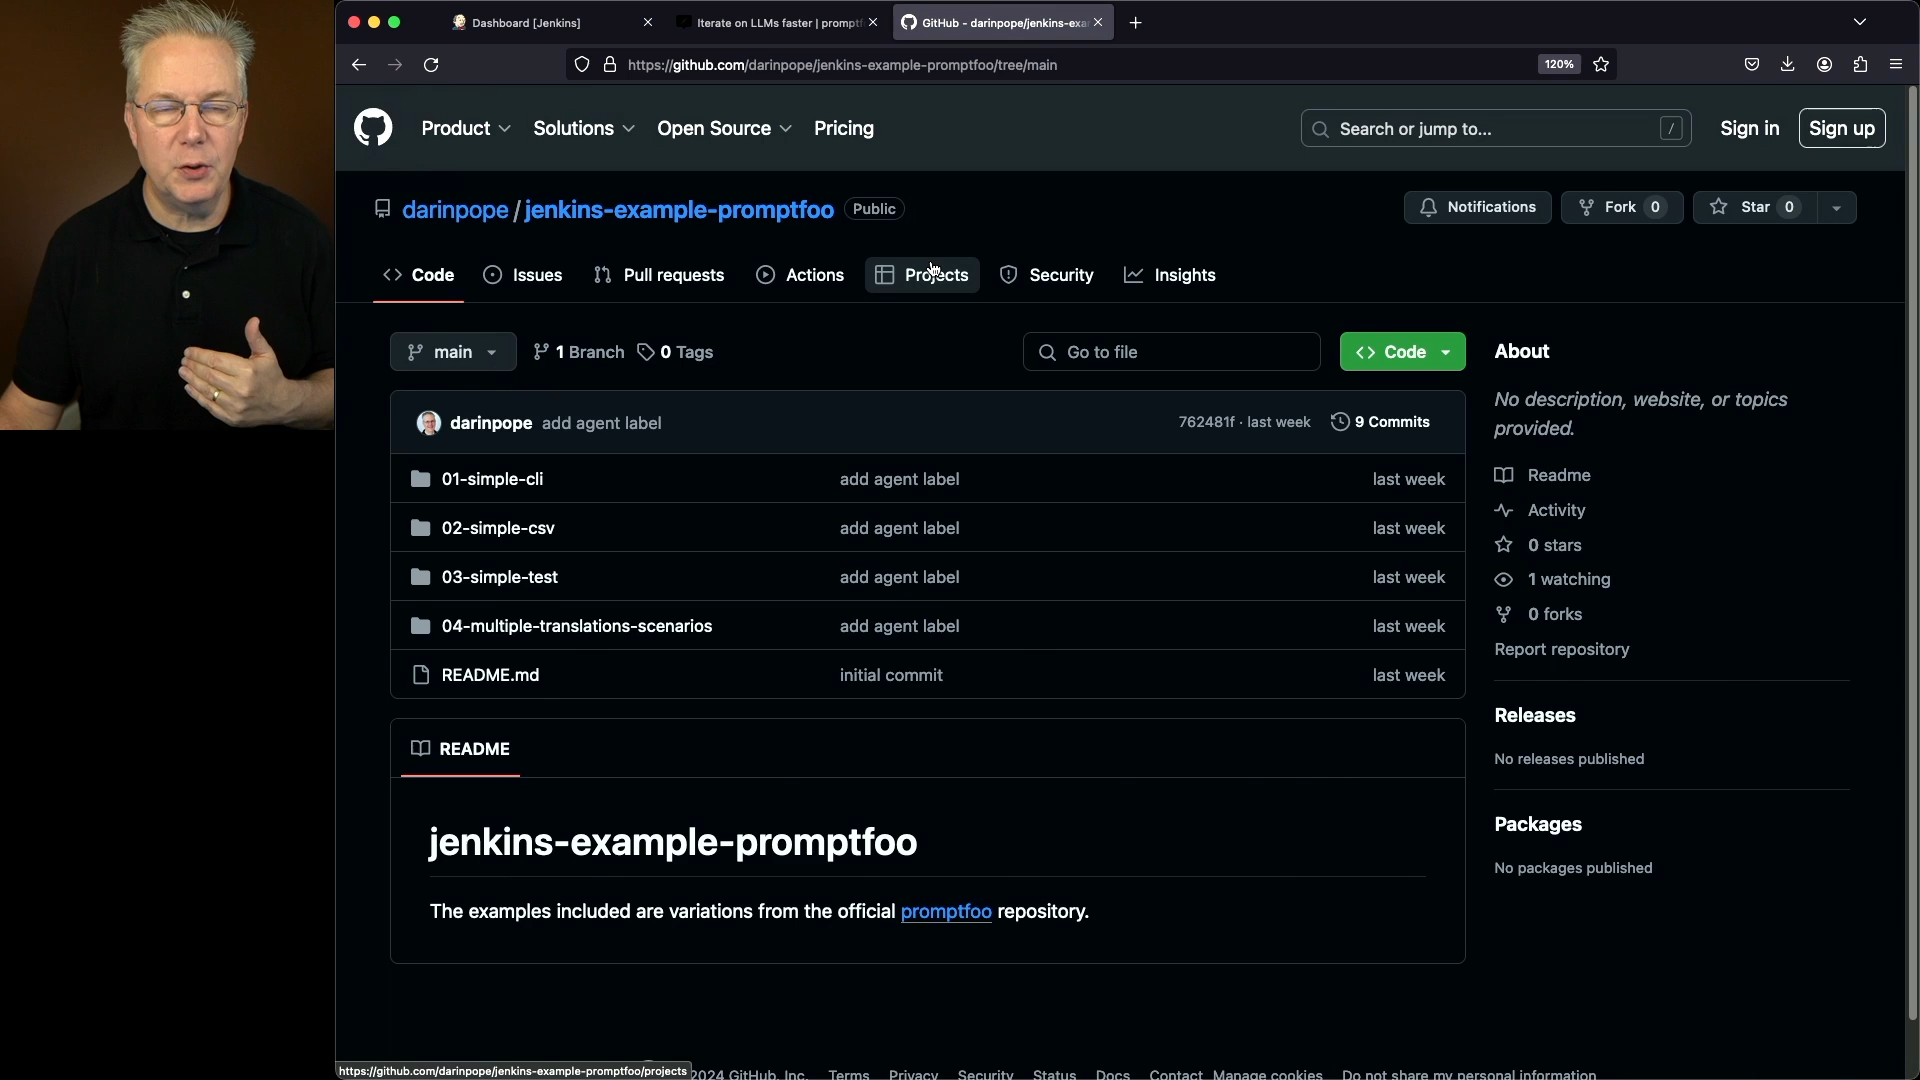 Dashboard [Jenkins]
Iterate on LLMs faster | promptf
GitHub - darinpope/jenkins-exa
https://github.com/darinpope/jenkins-example-promptfoo/tree/main
120%
Product
Solutions
Open Source
Pricing
Search or jump to...
/
Sign in
Sign up
darinpope / jenkins-example-promptfoo
Public
Notifications
Fork 0
Star 0
Code
Issues
Pull requests
Actions
Projects
Security
Insights
main
1 Branch
0 Tags
Go to file
Code
darinpope add agent label
762481f · last week
9 Commits
01-simple-cli add agent label last week
02-simple-csv add agent label last week
03-simple-test add agent label last week
04-multiple-translations-scenarios add agent label last week
README.md initial commit last week
README
jenkins-example-promptfoo
The examples included are variations from the official promptfoo repository.
About
No description, website, or topics
provided.
Readme
Activity
0 stars
1 watching
0 forks
Report repository
Releases
No releases published
Packages
No packages published
https://github.com/darinpope/jenkins-example-promptfoo/projects
2024 GitHub, Inc. Terms Privacy Security Status Docs Contact Manage cookies Do not share my personal information